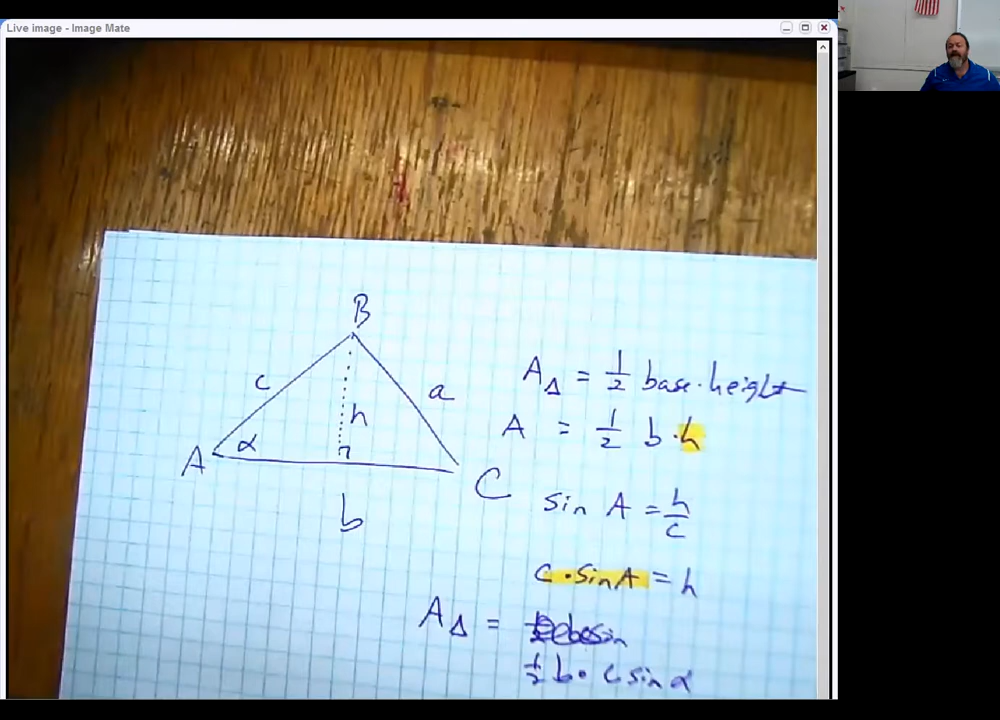 Live image - Image Mate
B
c
a
h
A
α
C
b
A△ = 1/2 base · height
A = 1/2 b · h
sin A = h/c
c · sin A = h
A△ =
1/2 b · c sin α